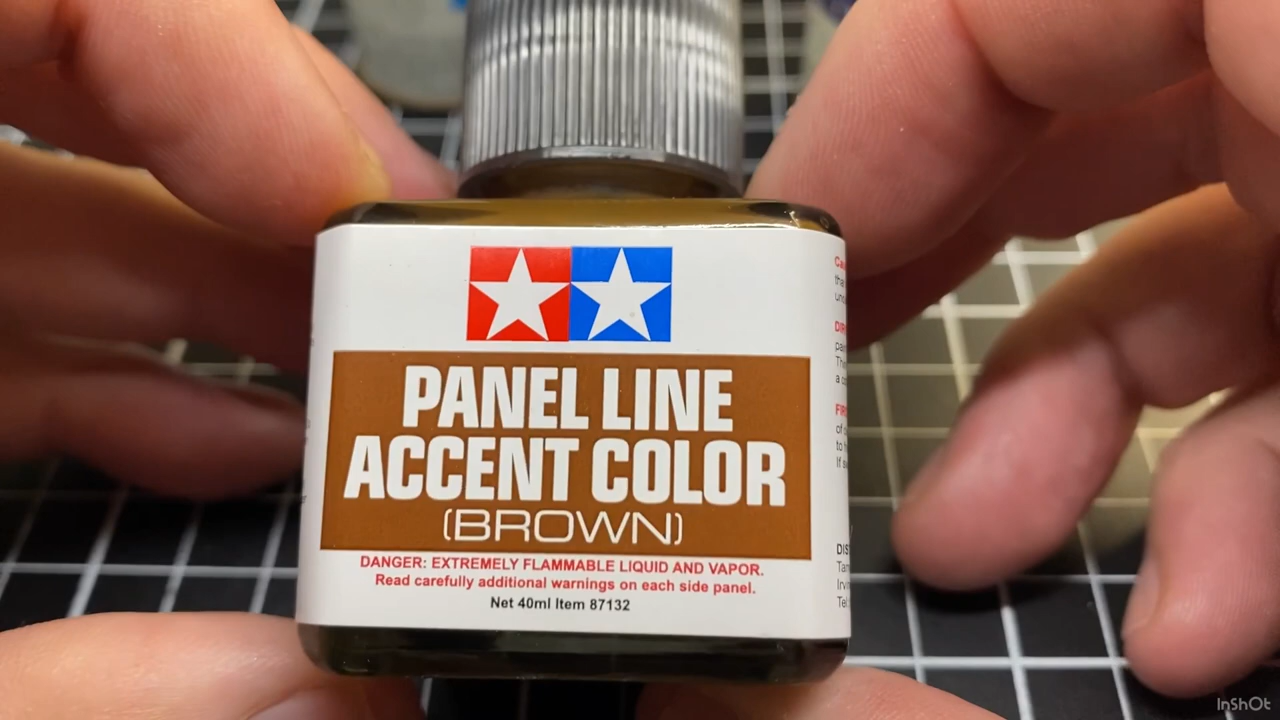 PANEL LINE
ACCENT COLOR
(BROWN)
DANGER: EXTREMELY FLAMMABLE LIQUID AND VAPOR.
Read carefully additional warnings on each side panel.
Net 40ml Item 87132
InShOt